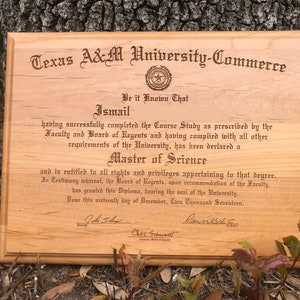 Texas A&M University-Commerce
Be it Known That
Ismail
having successfully completed the Course Study as prescribed by the
Faculty and Board of Regents and having complied with all other
requirements of the University, has been declared a
Master of Science
and is entitled to all rights and privileges appertaining to that degree.
In Testimony whereof, the Board of Regents, upon recommendation of the Faculty,
has granted this Diploma, bearing the seal of the University
Done this sixteenth day of December, Two Thousand Seventeen